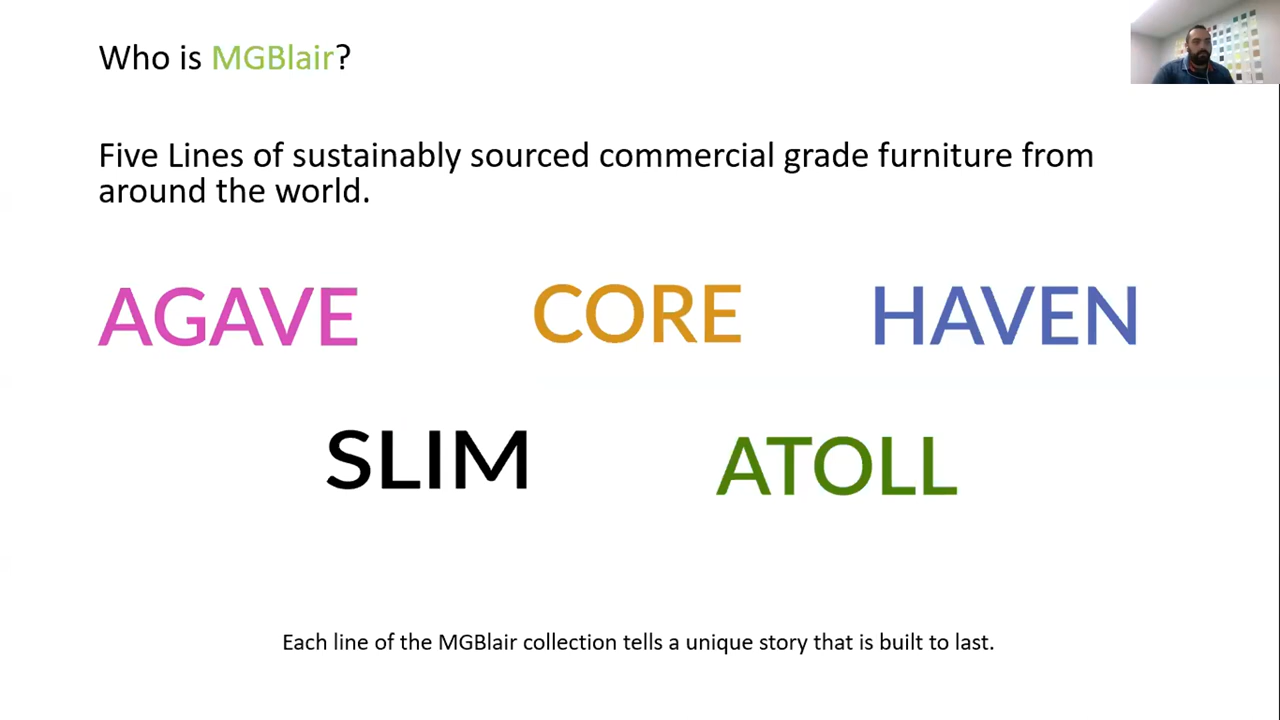 Who is MGBlair?
Five Lines of sustainably sourced commercial grade furniture from
around the world.
AGAVE
CORE
HAVEN
SLIM
ATOLL
Each line of the MGBlair collection tells a unique story that is built to last.